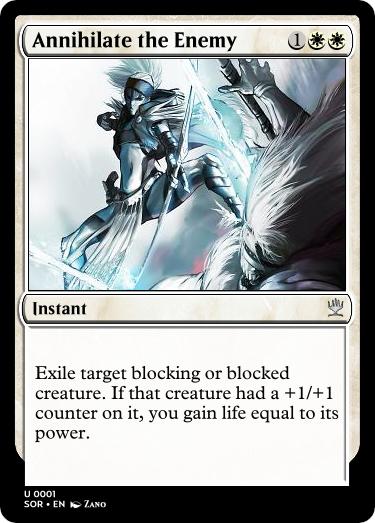 Annihilate the Enemy 1
Instant
Exile target blocking or blocked
creature. If that creature had a +1/+1
counter on it, you gain life equal to its
power.
U 0001
SOR • EN ZANO